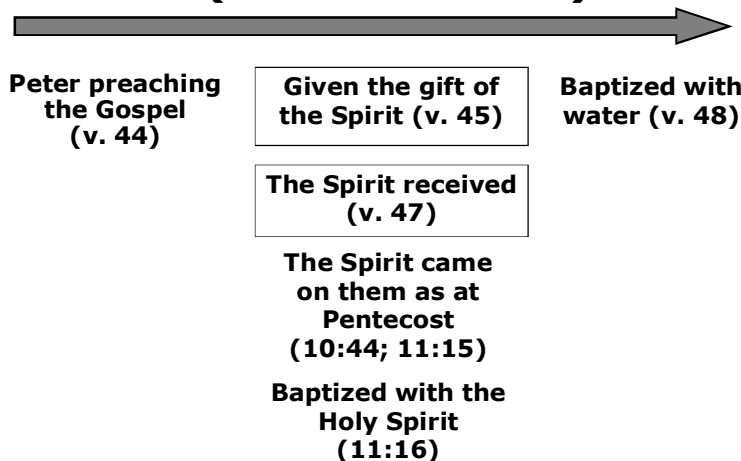 Peter preaching
the Gospel
(v. 44)
Given the gift of
the Spirit (v. 45)
Baptized with
water (v. 48)
The Spirit received
(v. 47)
The Spirit came
on them as at
Pentecost
(10:44; 11:15)
Baptized with the
Holy Spirit
(11:16)